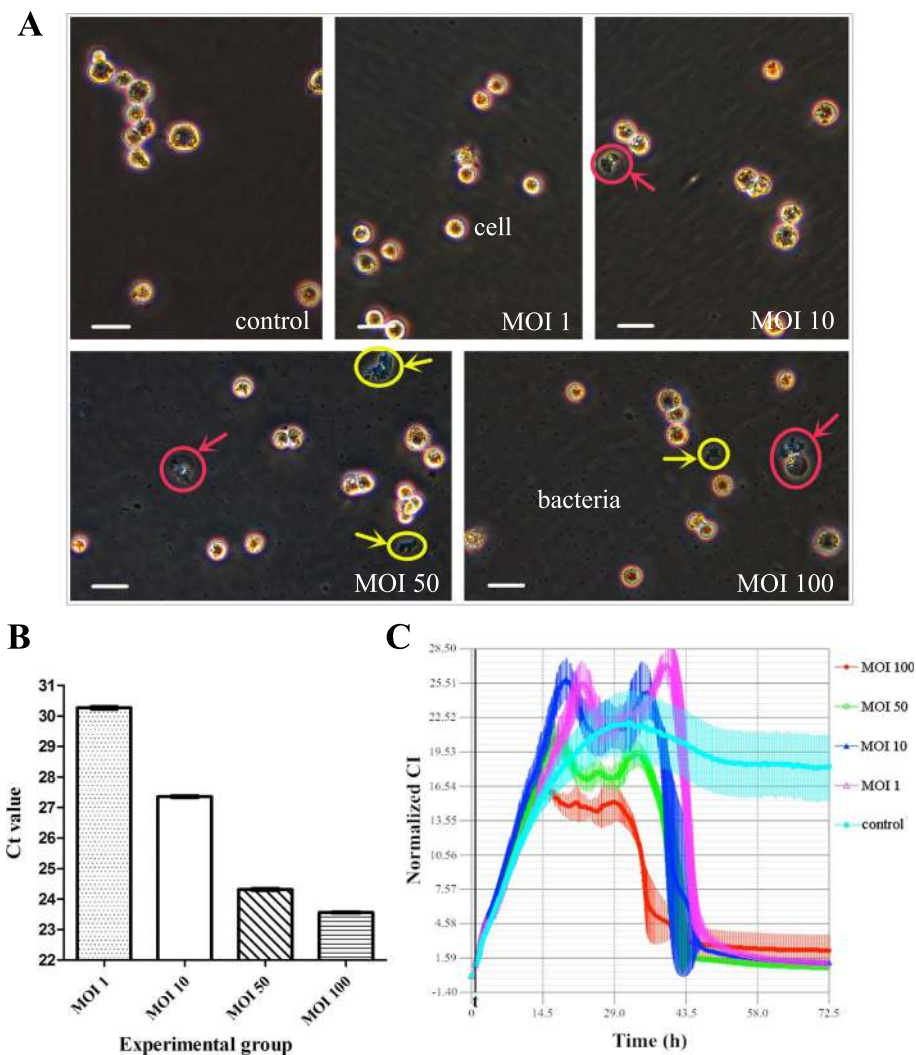 A
control
cell
MOI 1
MOI 10
MOI 50
bacteria
MOI 100
B
31
30
29
28
27
26
25
24
23
22
Ct value
MOI 1
MOI 10
MOI 50
MOI 100
Experimental group
C
28.50
25.51
22.52
19.53
16.54
13.55
10.56
7.57
4.58
1.59
-1.40
Normalized CI
0
t
14.5
29.0
43.5
58.0
72.5
Time (h)
MOI 100
MOI 50
MOI 10
MOI 1
control